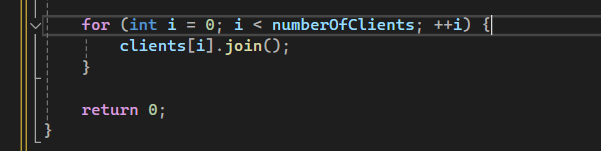 for (int i = 0; i < numberOfClients; ++i) {
clients[i].join();
}
return 0;
}